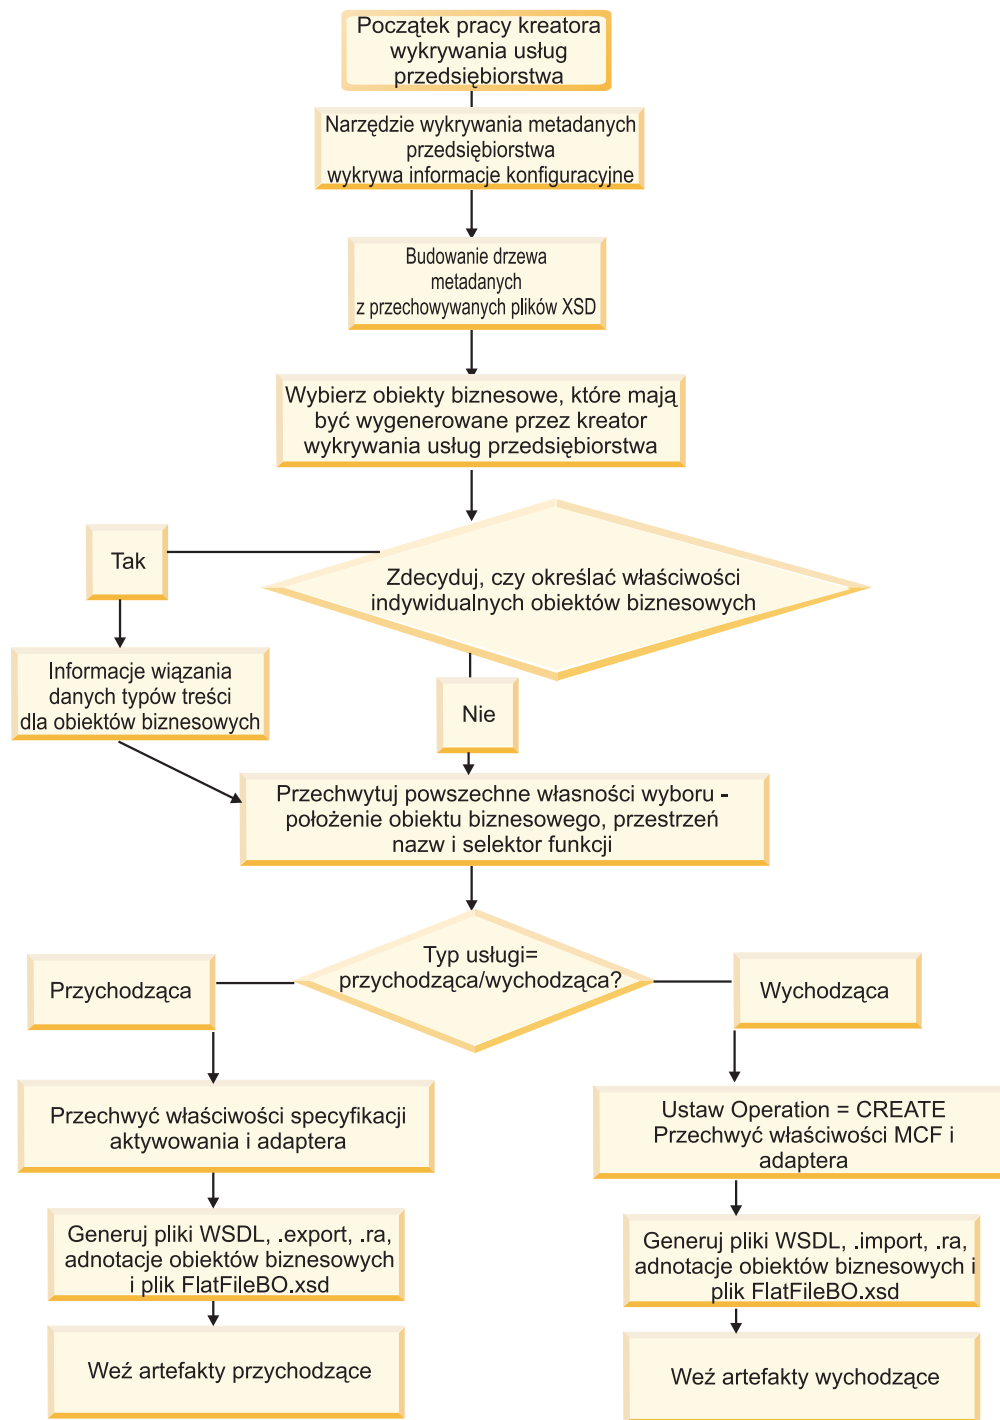 Początek pracy kreatora
wykrywania usług
przedsiębiorstwa
Narzędzie wykrywania metadanych
przedsiębiorstwa
wykrywa informacje konfiguracyjne
Budowanie drzewa
metadanych
z przechowywanych plików XSD
Wybierz obiekty biznesowe, które mają
być wygenerowane przez kreator
wykrywania usług przedsiębiorstwa
Tak
Zdecyduj, czy określać właściwości
indywidualnych obiektów biznesowych
Informacje wiązania
danych typów treści
dla obiektów biznesowych
Nie
Przechwytuj powszechne własności wyboru -
położenie obiektu biznesowego, przestrzeń
nazw i selektor funkcji
Typ usługi=
przychodząca/wychodząca?
Przychodząca
Wychodząca
Przechwyć właściwości specyfikacji
aktywowania i adaptera
Ustaw Operation = CREATE
Przechwyć właściwości MCF i
adaptera
Generuj pliki WSDL, .export, .ra,
adnotacje obiektów biznesowych
i plik FlatFileBO.xsd
Generuj pliki WSDL, .import, .ra,
adnotacje obiektów biznesowych i
plik FlatFileBO.xsd
Weź artefakty przychodzące
Weź artefakty wychodzące